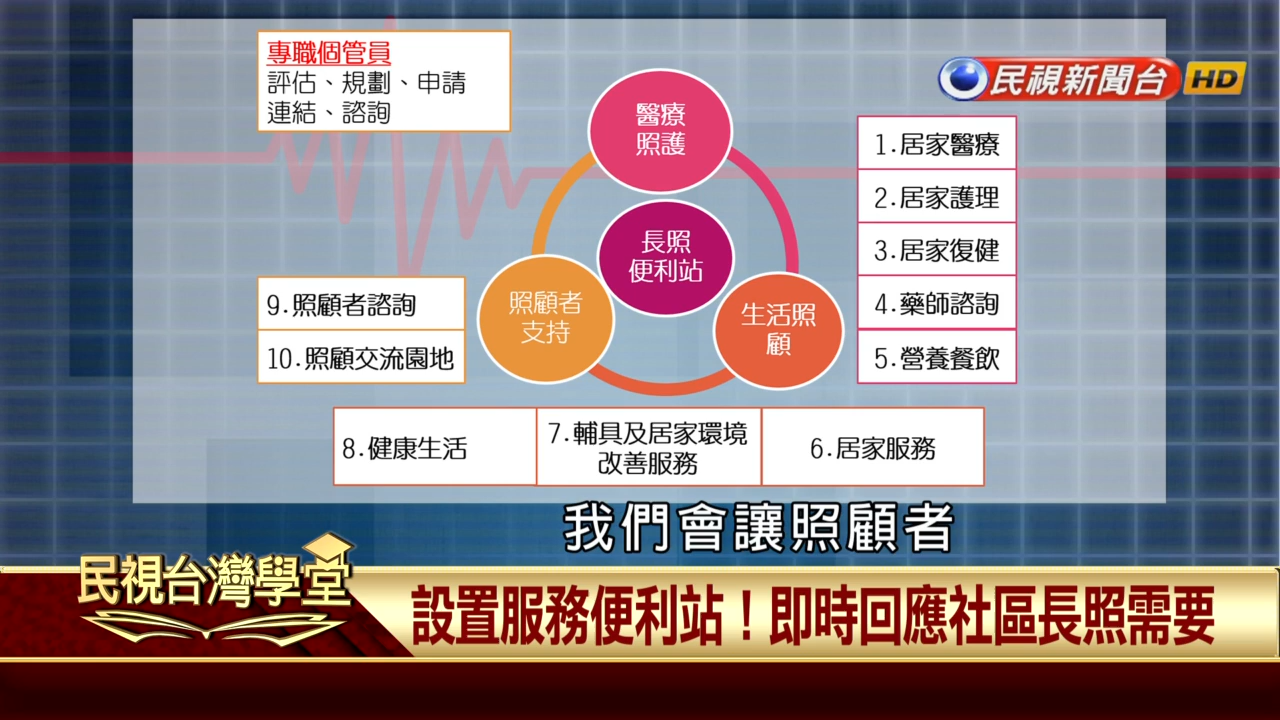 專職個管員
評估、規劃、申請
連結、諮詢
民視新聞台 HD
醫療
照護
長照
便利站
照顧者
支持
生活照
顧
1.居家醫療
2.居家護理
3.居家復健
4.藥師諮詢
5.營養餐飲
9.照顧者諮詢
10.照顧交流園地
8.健康生活
7.輔具及居家環境
改善服務
6.居家服務
我們會讓照顧者
民視台灣學堂
設置服務便利站！即時回應社區長照需要